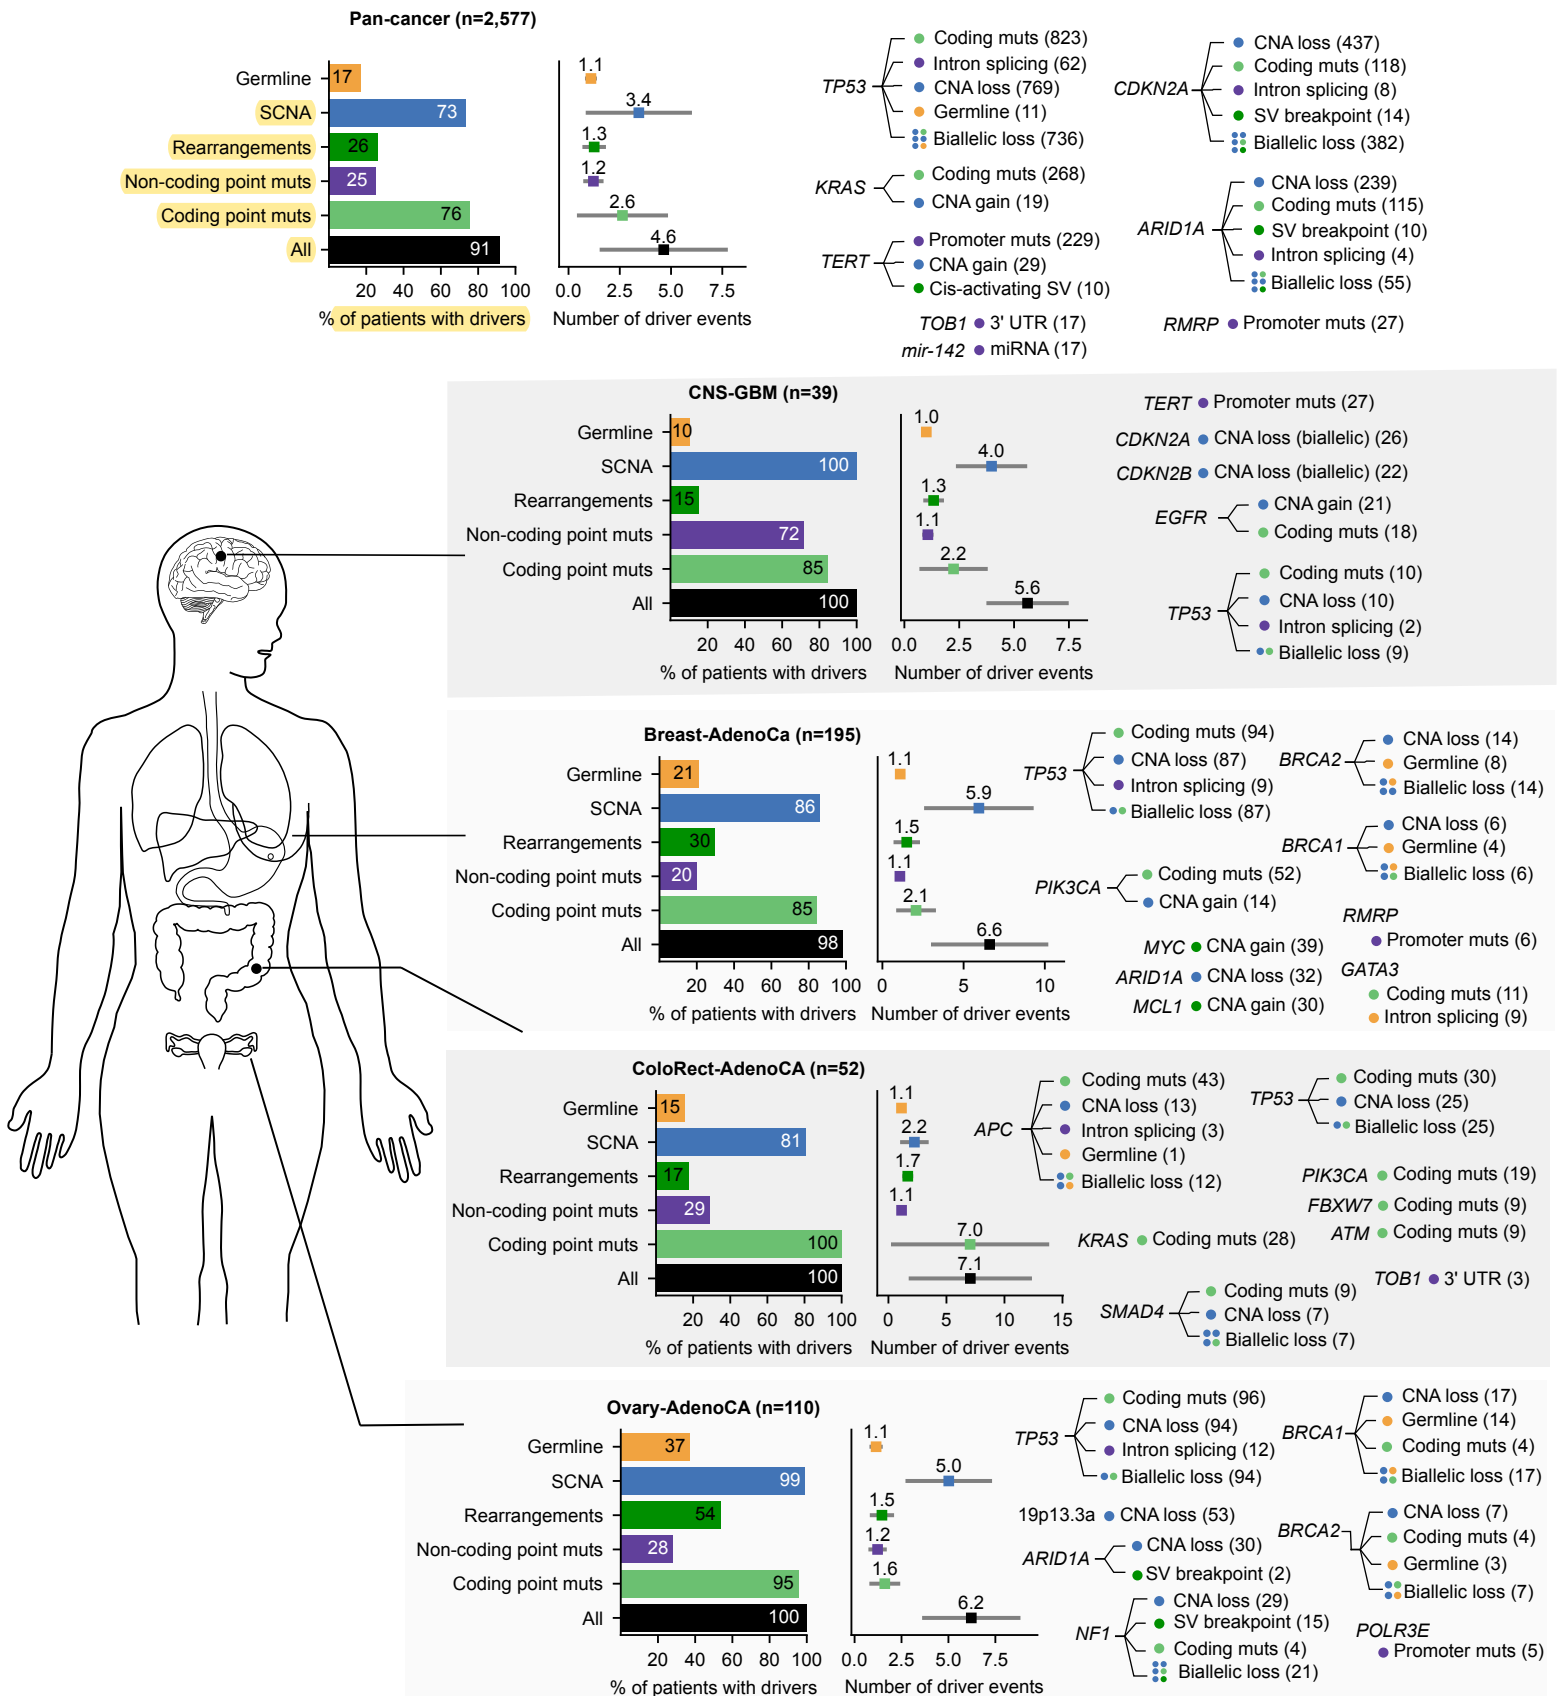 Pan-cancer (n=2,577)
Germline
SCNA
Rearrangements
Non-coding point muts
Coding point muts
All
17
73
26
25
76
91
20 40 60 80 100
% of patients with drivers
1.1
3.4
1.3
1.2
2.6
4.6
0.0 2.5 5.0 7.5
Number of driver events
TP53
Coding muts (823)
Intron splicing (62)
CNA loss (769)
Germline (11)
Biallelic loss (736)
KRAS
Coding muts (268)
CNA gain (19)
TERT
Promoter muts (229)
CNA gain (29)
Cis-activating SV (10)
TOB1 3' UTR (17)
mir-142 miRNA (17)
CDKN2A
CNA loss (437)
Coding muts (118)
Intron splicing (8)
SV breakpoint (14)
Biallelic loss (382)
ARID1A
CNA loss (239)
Coding muts (115)
SV breakpoint (10)
Intron splicing (4)
Biallelic loss (55)
RMRP Promoter muts (27)
CNS-GBM (n=39)
Germline
SCNA
Rearrangements
Non-coding point muts
Coding point muts
All
10
100
15
72
85
100
20 40 60 80 100
% of patients with drivers
1.0
4.0
1.3
1.1
2.2
5.6
0.0 2.5 5.0 7.5
Number of driver events
TERT Promoter muts (27)
CDKN2A CNA loss (biallelic) (26)
CDKN2B CNA loss (biallelic) (22)
EGFR
CNA gain (21)
Coding muts (18)
TP53
Coding muts (10)
CNA loss (10)
Intron splicing (2)
Biallelic loss (9)
Breast-AdenoCa (n=195)
Germline
SCNA
Rearrangements
Non-coding point muts
Coding point muts
All
21
86
30
20
85
98
20 40 60 80 100
% of patients with drivers
1.1
5.9
1.5
1.1
2.1
6.6
0 5 10
Number of driver events
TP53
Coding muts (94)
CNA loss (87)
Intron splicing (9)
Biallelic loss (87)
PIK3CA
Coding muts (52)
CNA gain (14)
MYC CNA gain (39)
ARID1A CNA loss (32)
MCL1 CNA gain (30)
BRCA2
CNA loss (14)
Germline (8)
Biallelic loss (14)
BRCA1
CNA loss (6)
Germline (4)
Biallelic loss (6)
RMRP
Promoter muts (6)
GATA3
Coding muts (11)
Intron splicing (9)
ColoRect-AdenoCA (n=52)
Germline
SCNA
Rearrangements
Non-coding point muts
Coding point muts
All
15
81
17
29
100
100
20 40 60 80 100
% of patients with drivers
1.1
2.2
1.7
1.1
7.0
7.1
0 5 10 15
Number of driver events
APC
Coding muts (43)
CNA loss (13)
Intron splicing (3)
Germline (1)
Biallelic loss (12)
KRAS Coding muts (28)
SMAD4
Coding muts (9)
CNA loss (7)
Biallelic loss (7)
TP53
Coding muts (30)
CNA loss (25)
Biallelic loss (25)
PIK3CA Coding muts (19)
FBXW7 Coding muts (9)
ATM Coding muts (9)
TOB1 3' UTR (3)
Ovary-AdenoCA (n=110)
Germline
SCNA
Rearrangements
Non-coding point muts
Coding point muts
All
37
99
54
28
95
100
20 40 60 80 100
% of patients with drivers
1.1
5.0
1.5
1.2
1.6
6.2
0.0 2.5 5.0 7.5
Number of driver events
TP53
Coding muts (96)
CNA loss (94)
Intron splicing (12)
Biallelic loss (94)
19p13.3a CNA loss (53)
ARID1A
CNA loss (30)
SV breakpoint (2)
NF1
CNA loss (29)
SV breakpoint (15)
Coding muts (4)
Biallelic loss (21)
BRCA1
CNA loss (17)
Germline (14)
Coding muts (4)
Biallelic loss (17)
BRCA2
CNA loss (7)
Coding muts (4)
Germline (3)
Biallelic loss (7)
POLR3E
Promoter muts (5)